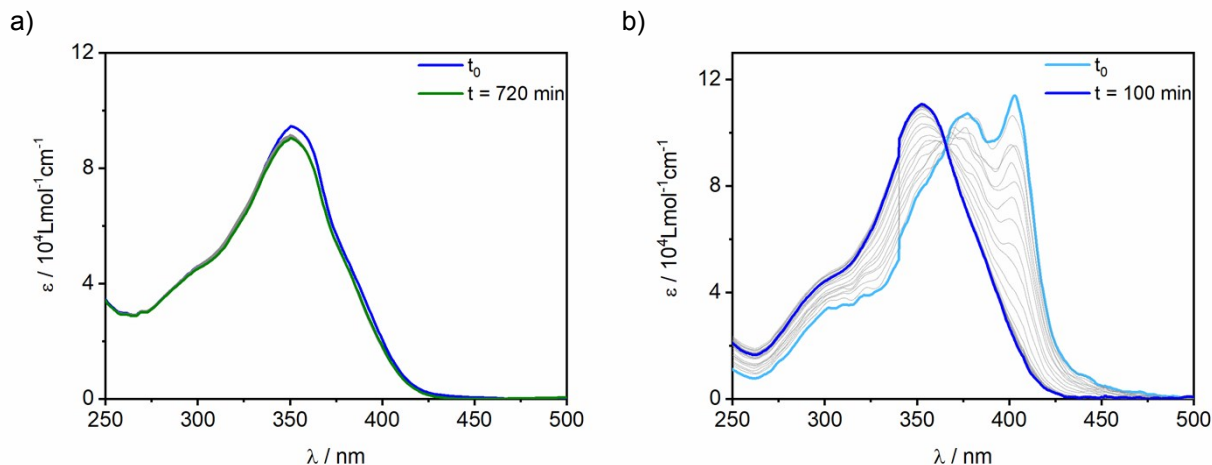 a)
12
8
4
0
ε / 10⁴Lmol⁻¹cm⁻¹
t₀
t = 720 min
250 300 350 400 450 500
λ / nm
b)
12
8
4
0
ε / 10⁴Lmol⁻¹cm⁻¹
t₀
t = 100 min
250 300 350 400 450 500
λ / nm